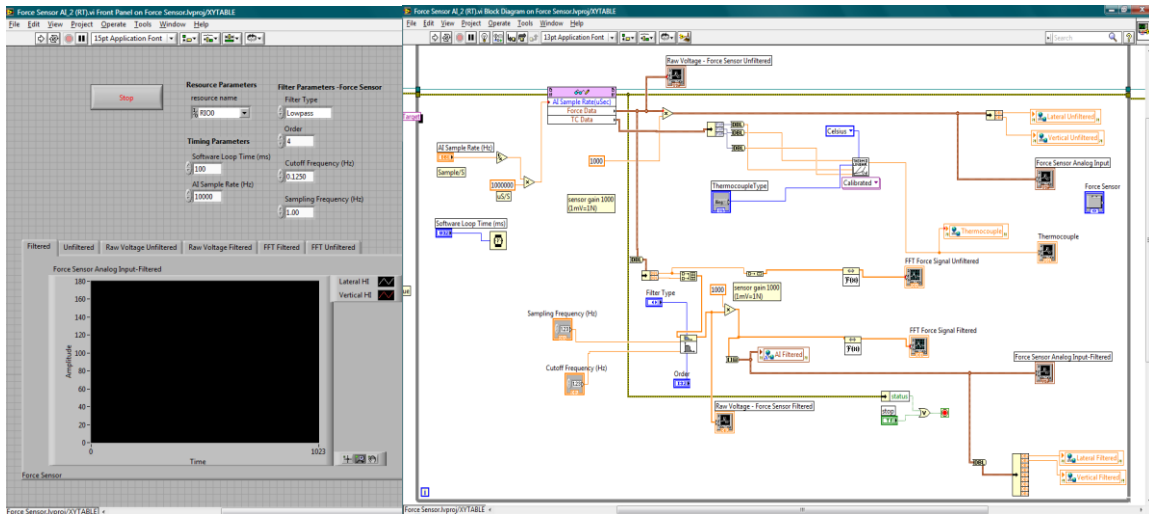 Force Sensor AI_2 (RT).vi Front Panel on Force Sensor.lvproj/XYTABLE
File Edit View Project Operate Tools Window Help
15pt Application Font
Stop
Resource Parameters
resource name
RIO0
Timing Parameters
Software Loop Time (ms)
100
AI Sample Rate (Hz)
10000
Filter Parameters -Force Sensor
Filter Type
Lowpass
Order
4
Cutoff Frequency (Hz)
0.1250
Sampling Frequency (Hz)
1.00
Filtered Unfiltered Raw Voltage Unfiltered Raw Voltage Filtered FFT Filtered FFT Unfiltered
Force Sensor Analog Input-Filtered
Lateral HI
Vertical HI
Amplitude
180
160
140
120
100
80
60
40
20
0
0 1023
Time
Force Sensor
Force Sensor.lvproj/XYTABLE
Force Sensor AI_2 (RT).vi Block Diagram on Force Sensor.lvproj/XYTABLE
File Edit View Project Operate Tools Window Help
13pt Application Font
Search
Raw Voltage - Force Sensor Unfiltered
AI Sample Rate(uSec)
Force Data
TC Data
Target
Lateral Unfiltered
Vertical Unfiltered
Celsius
AI Sample Rate (Hz)
Sample/S
1000
1000000
uS/S
sensor gain 1000
(1mV=1N)
ThermocoupleType
Calibrated
Force Sensor Analog Input
Force Sensor
Software Loop Time (ms)
Thermocouple
Thermocouple
FFT Force Signal Unfiltered
Filter Type
1000
sensor gain 1000
(1mV=1N)
Sampling Frequency (Hz)
FFT Force Signal Filtered
Cutoff Frequency (Hz)
Order
AI Filtered
Force Sensor Analog Input-Filtered
Raw Voltage - Force Sensor Filtered
status
stop
Lateral Filtered
Vertical Filtered
Force Sensor.lvproj/XYTABLE